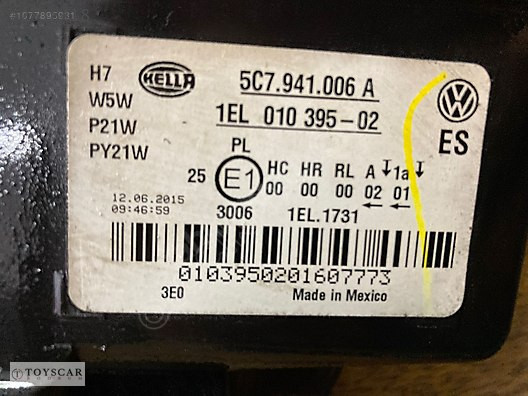 #1077895931
H7
W5W
P21W
PY21W
HELLA
5C7.941.006 A
1EL 010 395-02
ES
PL
25 E1
HC HR RL A 1a
00 00 00 02 01
12.06.2015
09:46:59
3006 1EL.1731
0103950201607773
3E0 Made in Mexico
TOYSCAR